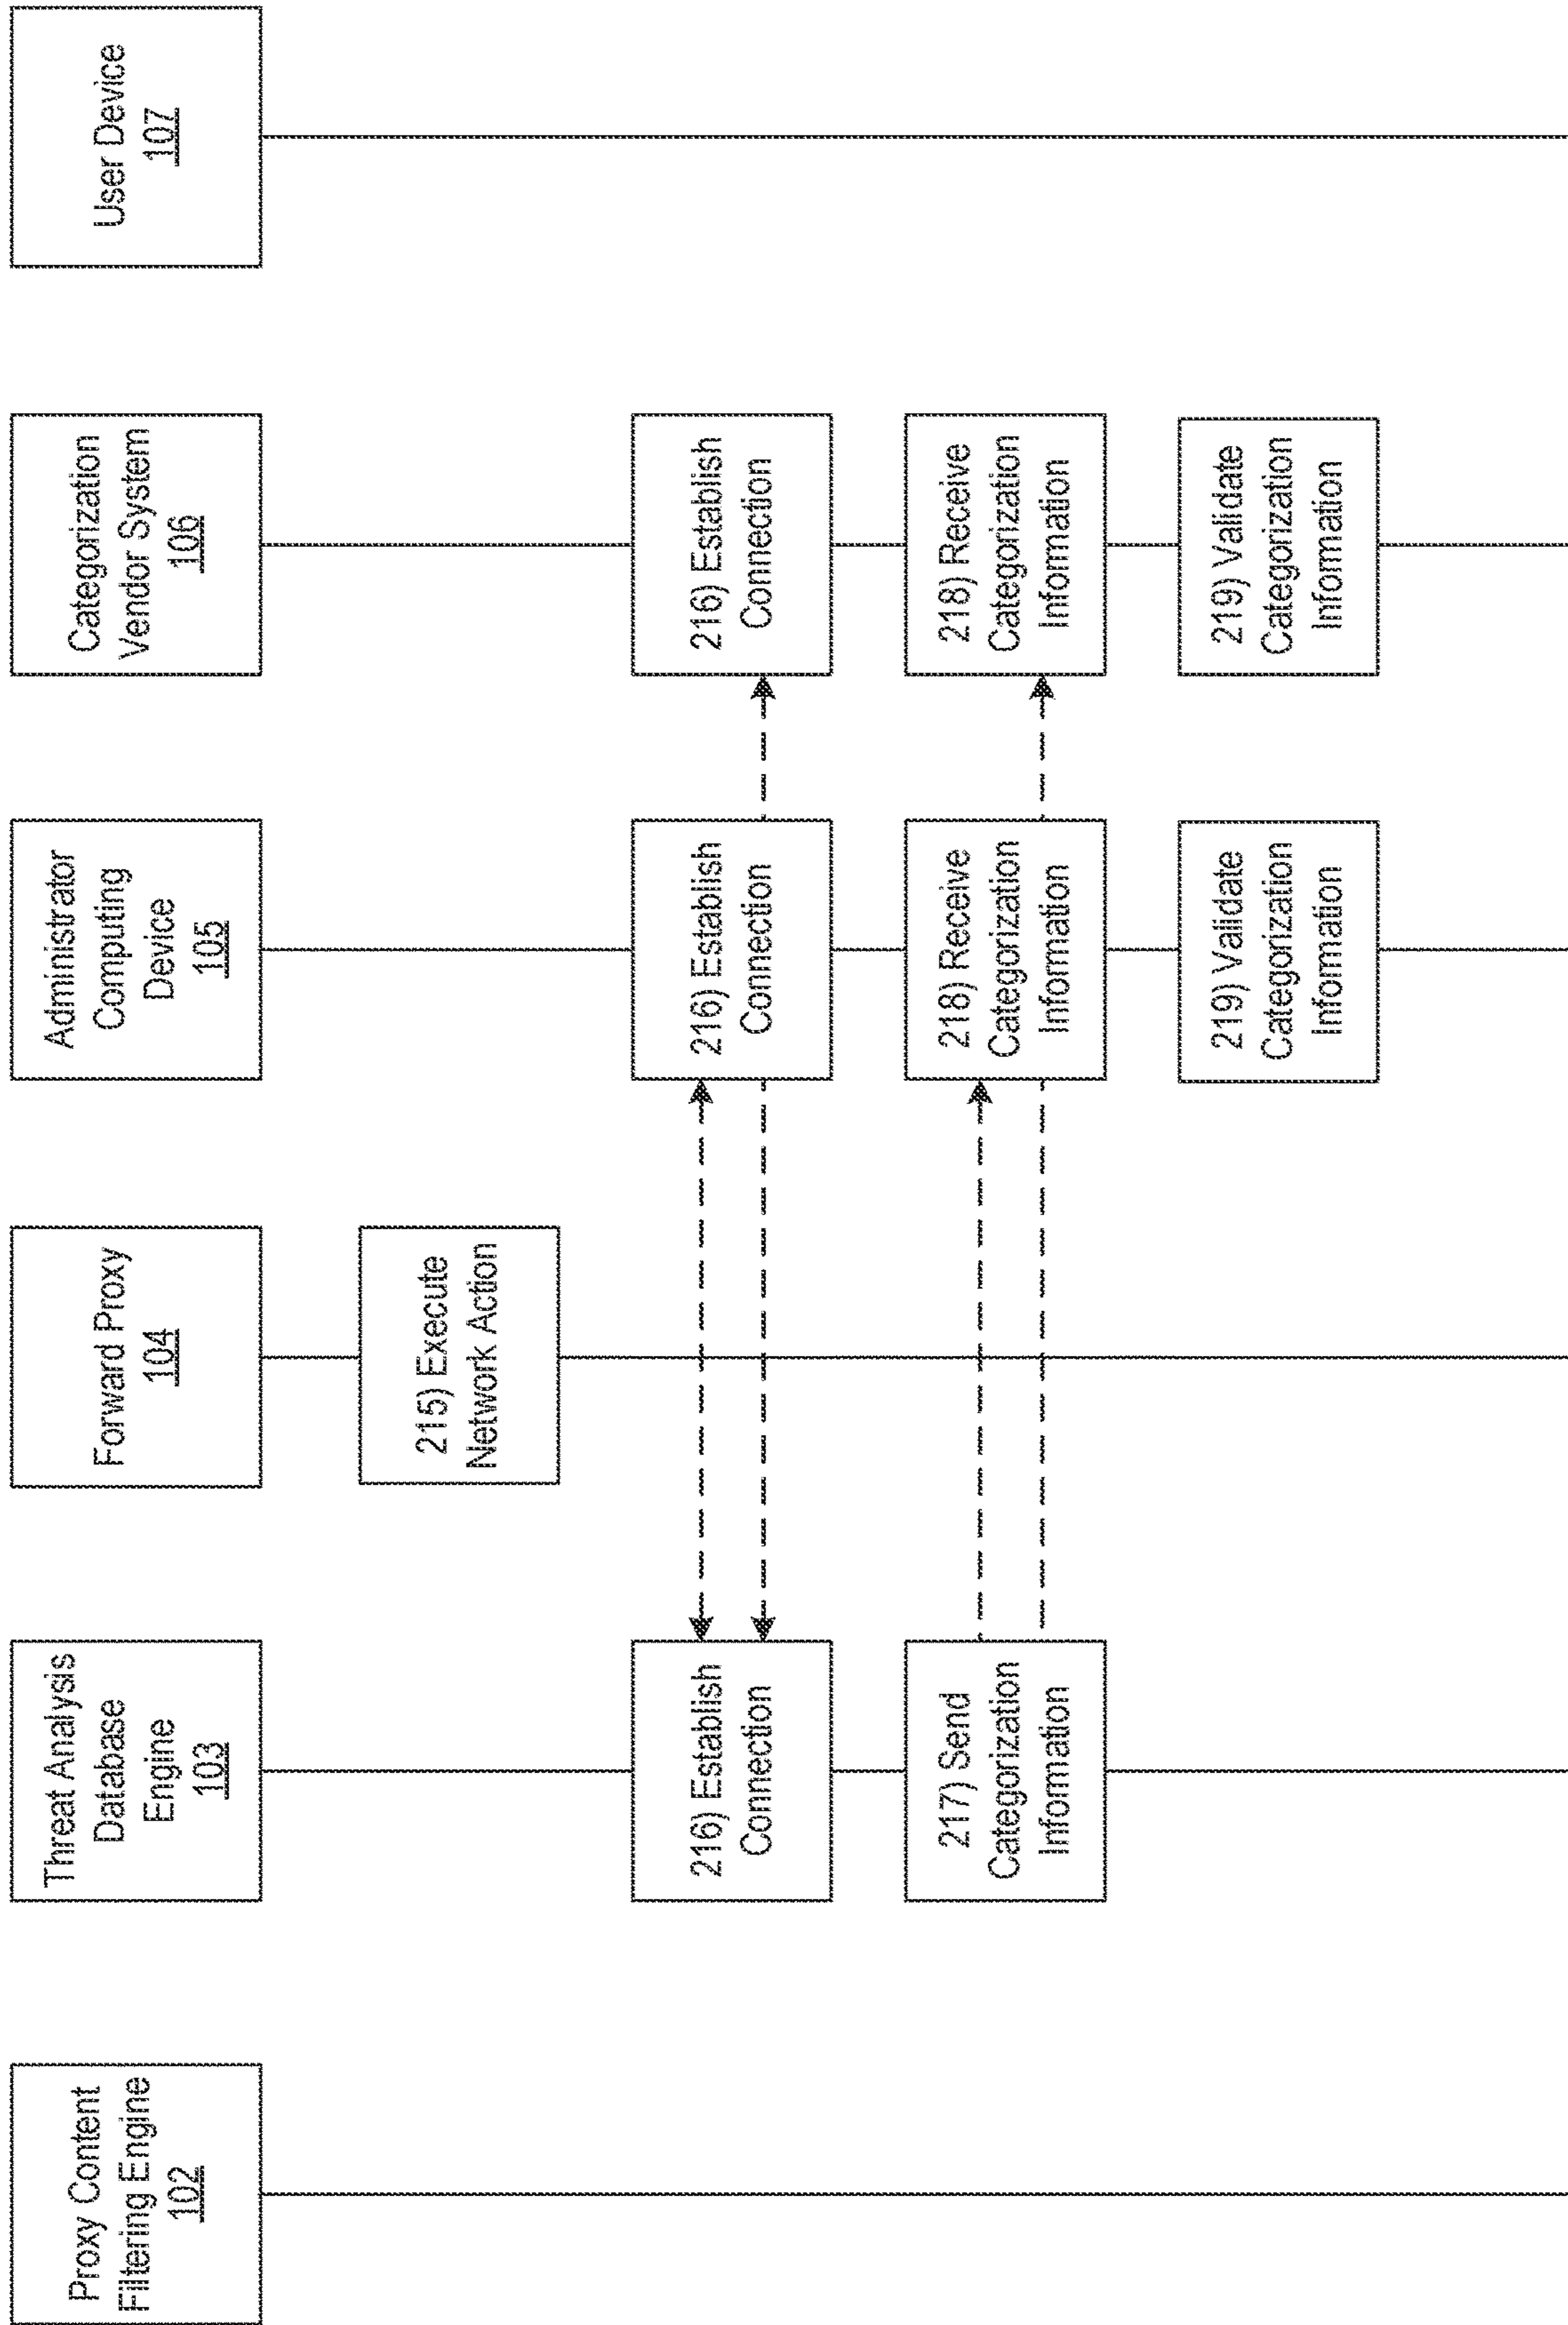 Proxy Content
Filtering Engine
102
Threat Analysis
Database
Engine
103
Forward Proxy
104
Administrator
Computing
Device
105
Categorization
Vendor System
106
User Device
107
215) Execute
Network Action
216) Establish
Connection
216) Establish
Connection
216) Establish
Connection
217) Send
Categorization
Information
218) Receive
Categorization
Information
218) Receive
Categorization
Information
219) Validate
Categorization
Information
219) Validate
Categorization
Information